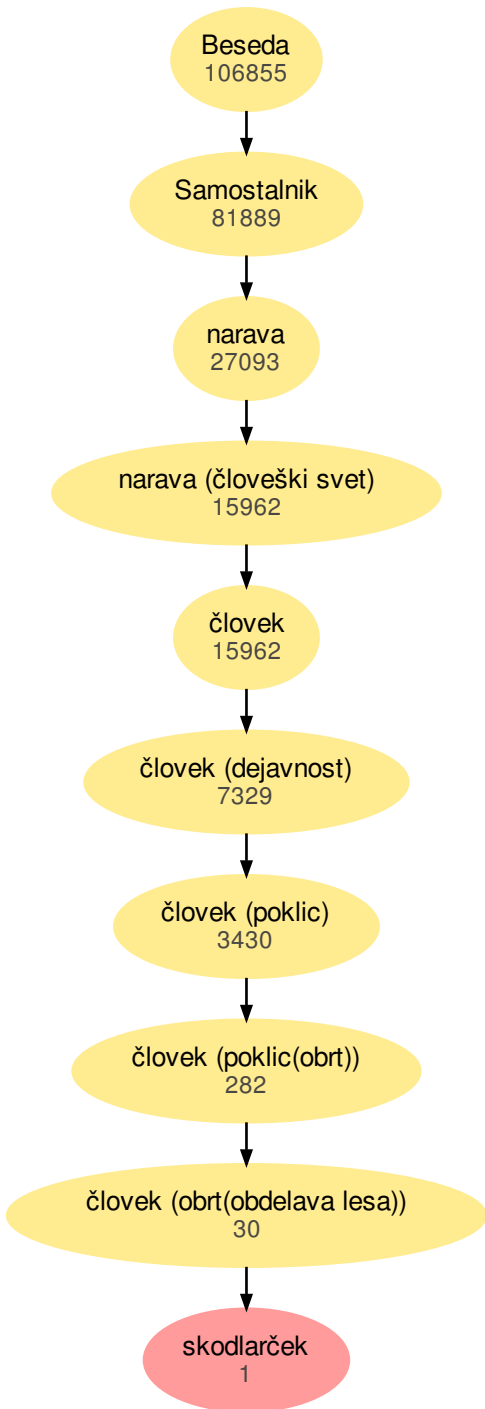 Beseda
106855
Samostalnik
81889
narava
27093
narava (človeški svet)
15962
človek
15962
človek (dejavnost)
7329
človek (poklic)
3430
človek (poklic(obrt))
282
človek (obrt(obdelava lesa))
30
skodlarček
1